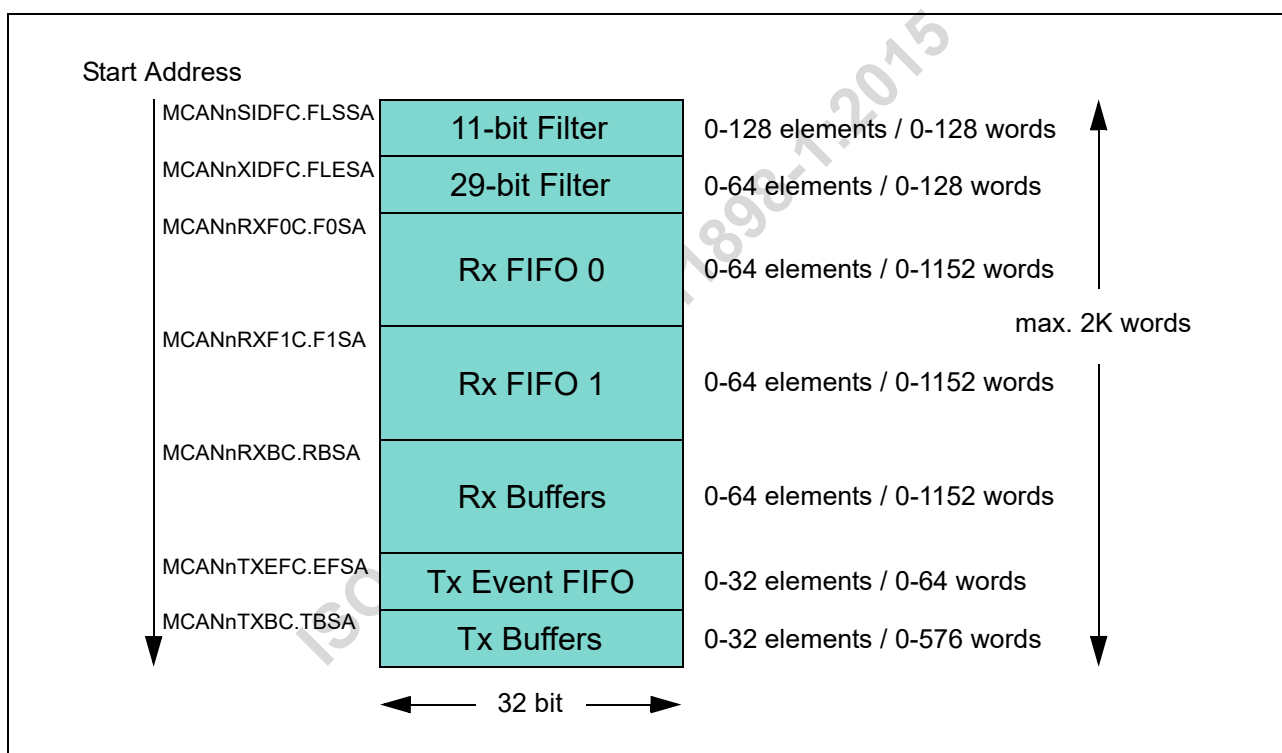 Start Address
MCANnSIDFC.FLSSA
11-bit Filter
0-128 elements / 0-128 words
MCANnXIDFC.FLESA
29-bit Filter
0-64 elements / 0-128 words
MCANnRXF0C.F0SA
Rx FIFO 0
0-64 elements / 0-1152 words
max. 2K words
MCANnRXF1C.F1SA
Rx FIFO 1
0-64 elements / 0-1152 words
MCANnRXBC.RBSA
Rx Buffers
0-64 elements / 0-1152 words
MCANnTXEFC.EFSA
Tx Event FIFO
0-32 elements / 0-64 words
MCANnTXBC.TBSA
Tx Buffers
0-32 elements / 0-576 words
32 bit
ISO 11898-1:2015